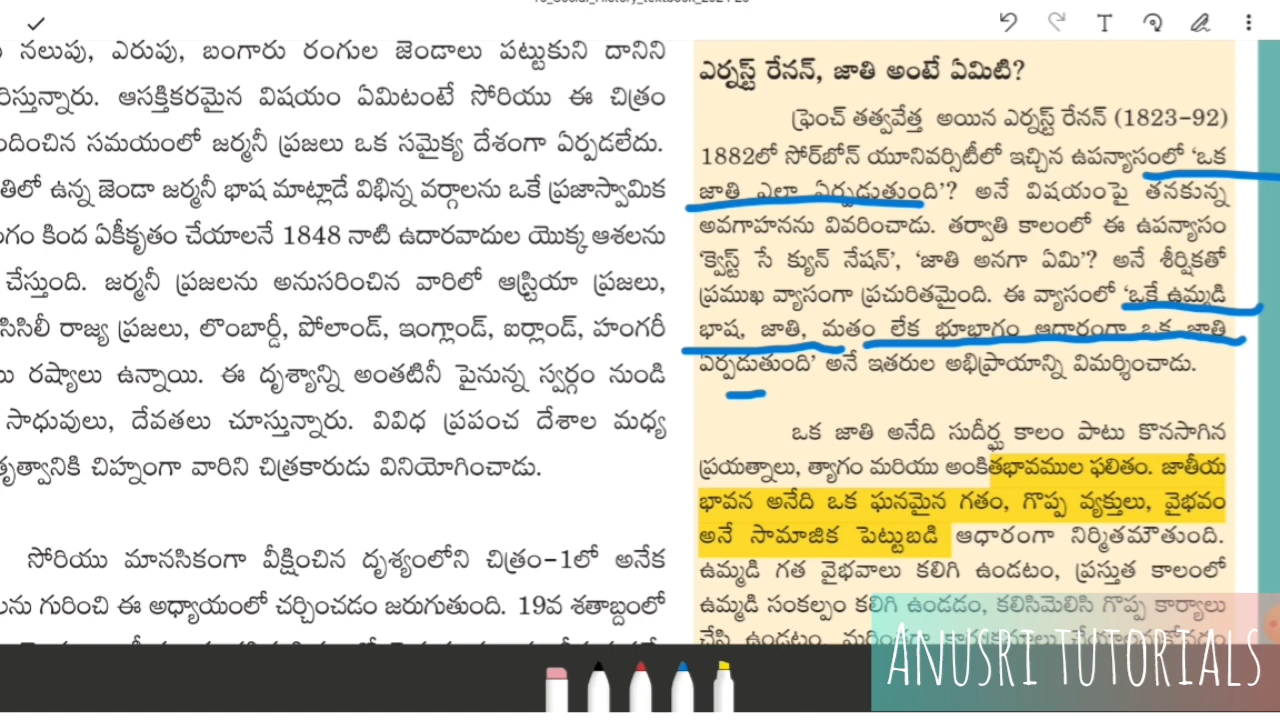 నలుపు, ఎరుపు, బంగారు రంగుల జెండాలు పట్టుకుని దానిని
రిస్తున్నారు. ఆసక్తికరమైన విషయం ఏమిటంటే సోరియు ఈ చిత్రం
ందించిన సమయంలో జర్మనీ ప్రజలు ఒక సమైక్య దేశంగా ఏర్పడలేదు.
తిలో ఉన్న జెండా జర్మనీ భాష మాట్లాడే విభిన్న వర్గాలను ఒకే ప్రజాస్వామిక
ంగం కింద ఏకీకృతం చేయాలనే 1848 నాటి ఉదారవాదుల యొక్క ఆశలను
చేస్తుంది. జర్మనీ ప్రజలను అనుసరించిన వారిలో ఆస్ట్రియా ప్రజలు,
సిసిలీ రాజ్య ప్రజలు, లొంబార్డీ, పోలాండ్, ఇంగ్లాండ్, ఐర్లాండ్, హంగరీ
రష్యాలు ఉన్నాయి. ఈ దృశ్యాన్ని అంతటినీ పైనున్న స్వర్గం నుండి
సాధువులు, దేవతలు చూస్తున్నారు. వివిధ ప్రపంచ దేశాల మధ్య
తృత్వానికి చిహ్నంగా వారిని చిత్రకారుడు వినియోగించాడు.
సోరియు మానసికంగా వీక్షించిన దృశ్యంలోని చిత్రం-1లో అనేక
లను గురించి ఈ అధ్యాయంలో చర్చించడం జరుగుతుంది. 19వ శతాబ్దంలో
ఎర్నస్ట్ రేనన్, జాతి అంటే ఏమిటి?
ఫ్రెంచ్ తత్వవేత్త అయిన ఎర్నస్ట్ రేనన్ (1823-92)
1882లో సోర్‌బోన్ యూనివర్సిటీలో ఇచ్చిన ఉపన్యాసంలో ‘ఒక
జాతి ఎలా ఏర్పడుతుంది’? అనే విషయంపై తనకున్న
అవగాహనను వివరించాడు. తర్వాతి కాలంలో ఈ ఉపన్యాసం
‘క్వెస్ట్ సే క్యున్ నేషన్’, ‘జాతి అనగా ఏమి’? అనే శీర్షికతో
ప్రముఖ వ్యాసంగా ప్రచురితమైంది. ఈ వ్యాసంలో ‘ఒకే ఉమ్మడి
భాష, జాతి, మతం లేక భూభాగం ఆధారంగా ఒక జాతి
ఏర్పడుతుంది’ అనే ఇతరుల అభిప్రాయాన్ని విమర్శించాడు.
ఒక జాతి అనేది సుదీర్ఘ కాలం పాటు కొనసాగిన
ప్రయత్నాలు, త్యాగం మరియు అంకితభావముల ఫలితం. జాతీయ
భావన అనేది ఒక ఘనమైన గతం, గొప్ప వ్యక్తులు, వైభవం
అనే సామాజిక పెట్టుబడి ఆధారంగా నిర్మితమౌతుంది.
ఉమ్మడి గత వైభవాలు కలిగి ఉండటం, ప్రస్తుత కాలంలో
ఉమ్మడి సంకల్పం కలిగి ఉండడం, కలిసిమెలిసి గొప్ప కార్యాలు
చేసి ఉండటం,
ANUSRI TUTORIALS